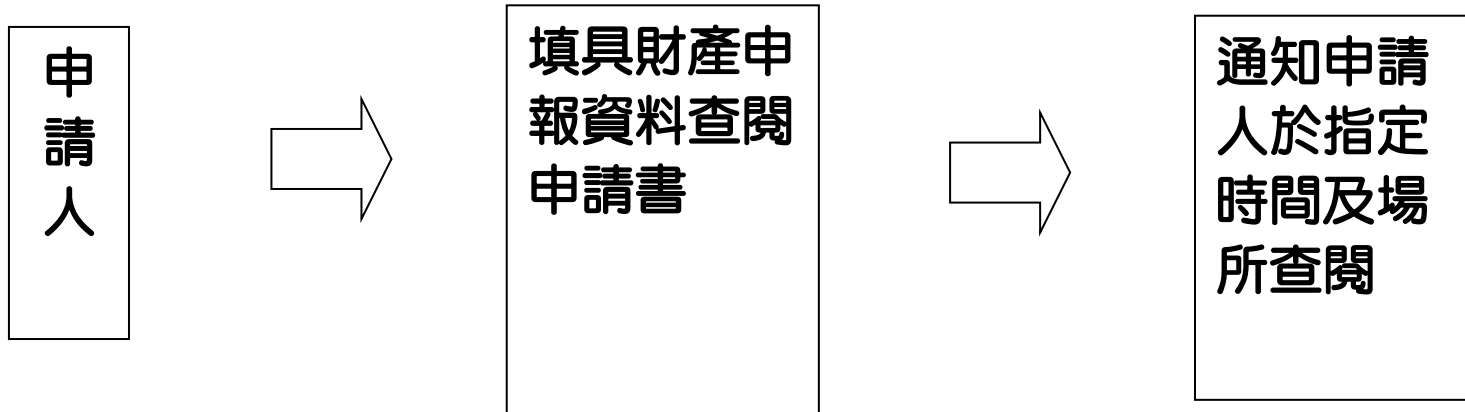 申請人
填具財產申
報資料查閱
申請書
通知申請
人於指定
時間及場
所查閱